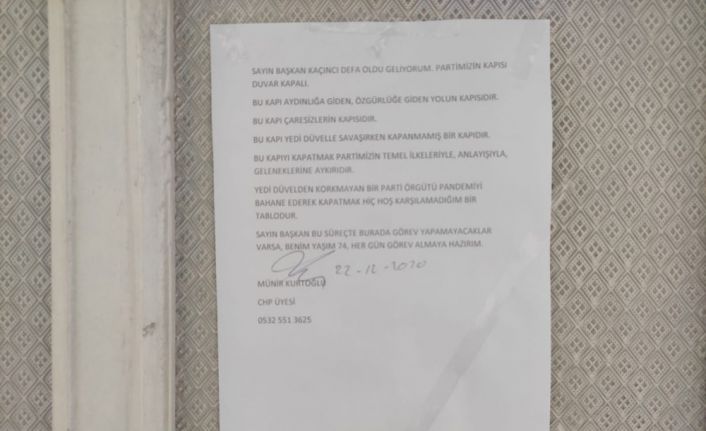 SAYIN BAŞKAN KAÇINCI DEFA OLDU GELİYORUM. PARTİMİZİN KAPISI
DUVAR KAPALI.
BU KAPI AYDINLIĞA GİDEN, ÖZGÜRLÜĞE GİDEN YOLUN KAPISIDIR.
BU KAPI ÇARESİZLERİN KAPISIDIR.
BU KAPI YEDİ DÜVELLE SAVAŞIRKEN KAPANMAMIŞ BİR KAPIDIR.
BU KAPIYI KAPATMAK PARTİMİZİN TEMEL İLKELERİYLE, ANLAYIŞIYLA,
GELENEKLERİNE AYKIRIDIR.
YEDİ DÜVELDEN KORKMAYAN BİR PARTİ ÖRGÜTÜ PANDEMİYİ
BAHANE EDEREK KAPATMAK HİÇ HOŞ KARŞILAMADIĞIM BİR
TABLODUR.
SAYIN BAŞKAN BU SÜREÇTE BURADA GÖREV YAPAMAYACAKLAR
VARSA, BENİM YAŞIM 74, HER GÜN GÖREV ALMAYA HAZIRIM.
22-12-2020
MÜNİR KURTOĞLU
CHP ÜYESİ
0532 551 3625